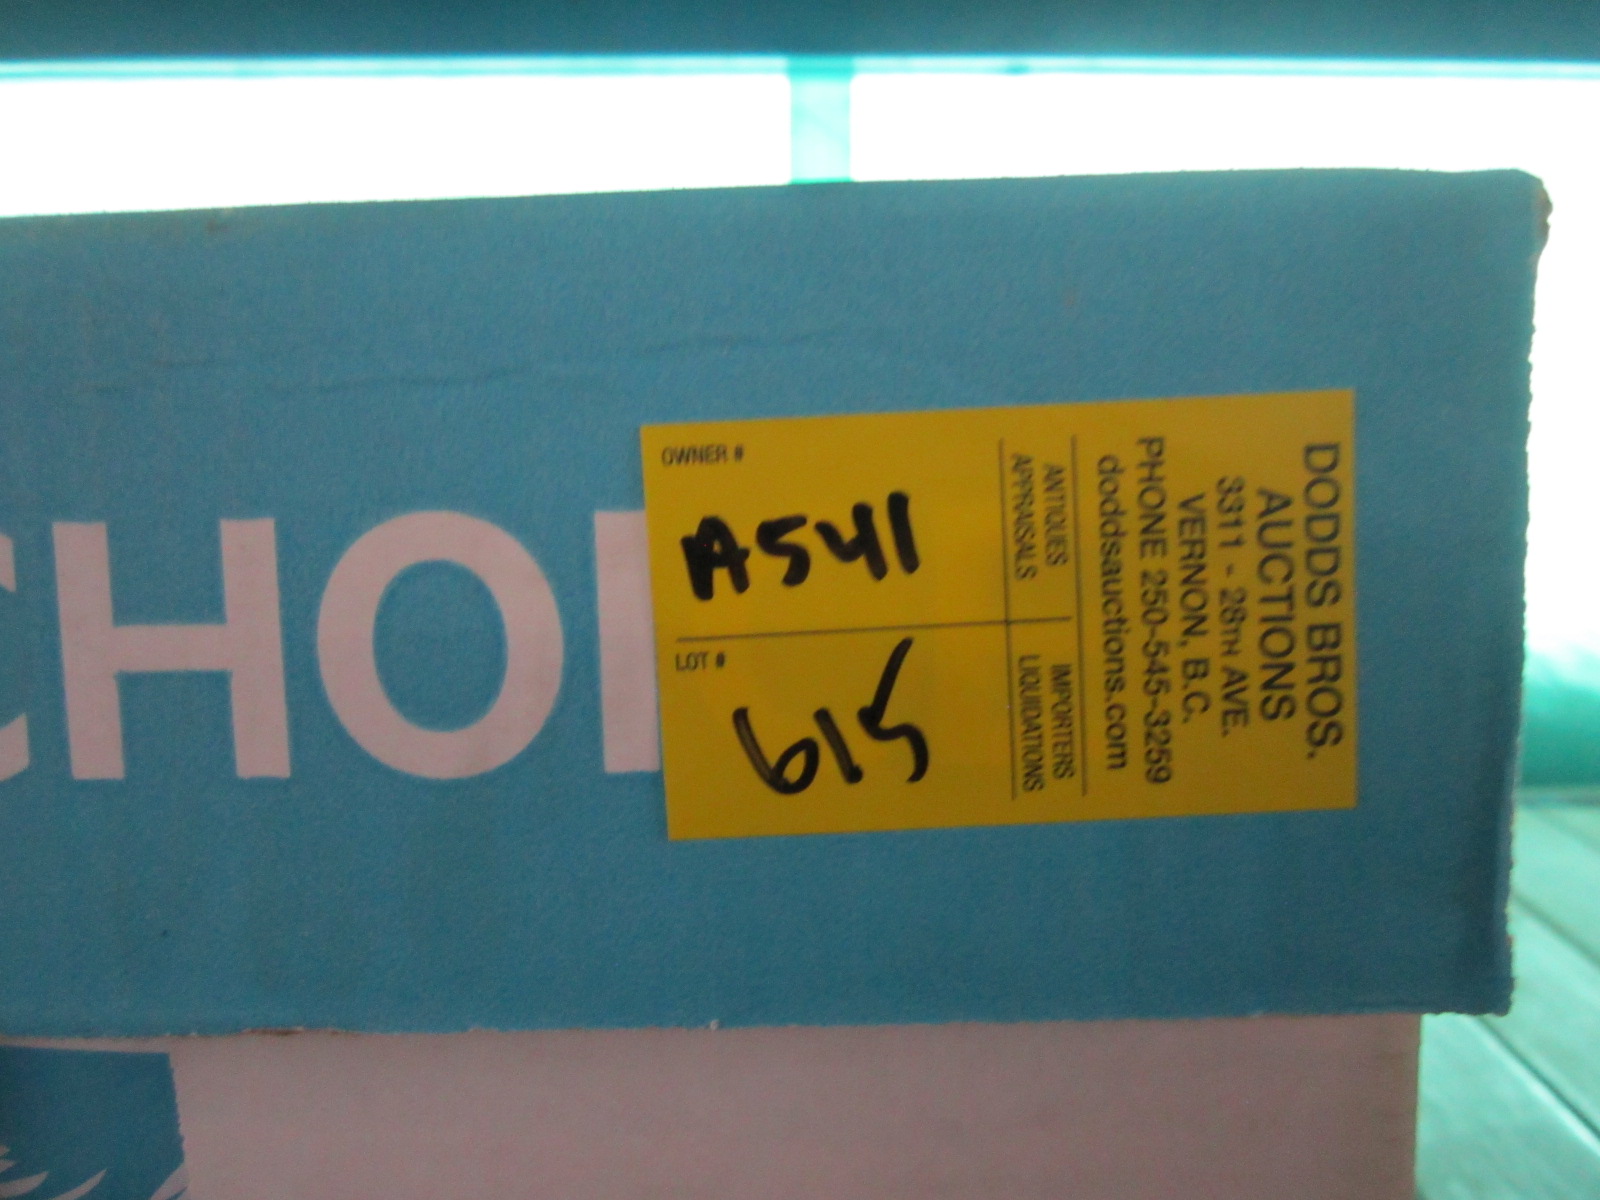 CHO
OWNER #
A541
LOT #
615
ANTIQUES
APPRAISALS
IMPORTERS
LIQUIDATIONS
DODDS BROS.
AUCTIONS
3311 - 28TH AVE.
VERNON, B.C.
PHONE 250-545-3259
doddsauctions.com